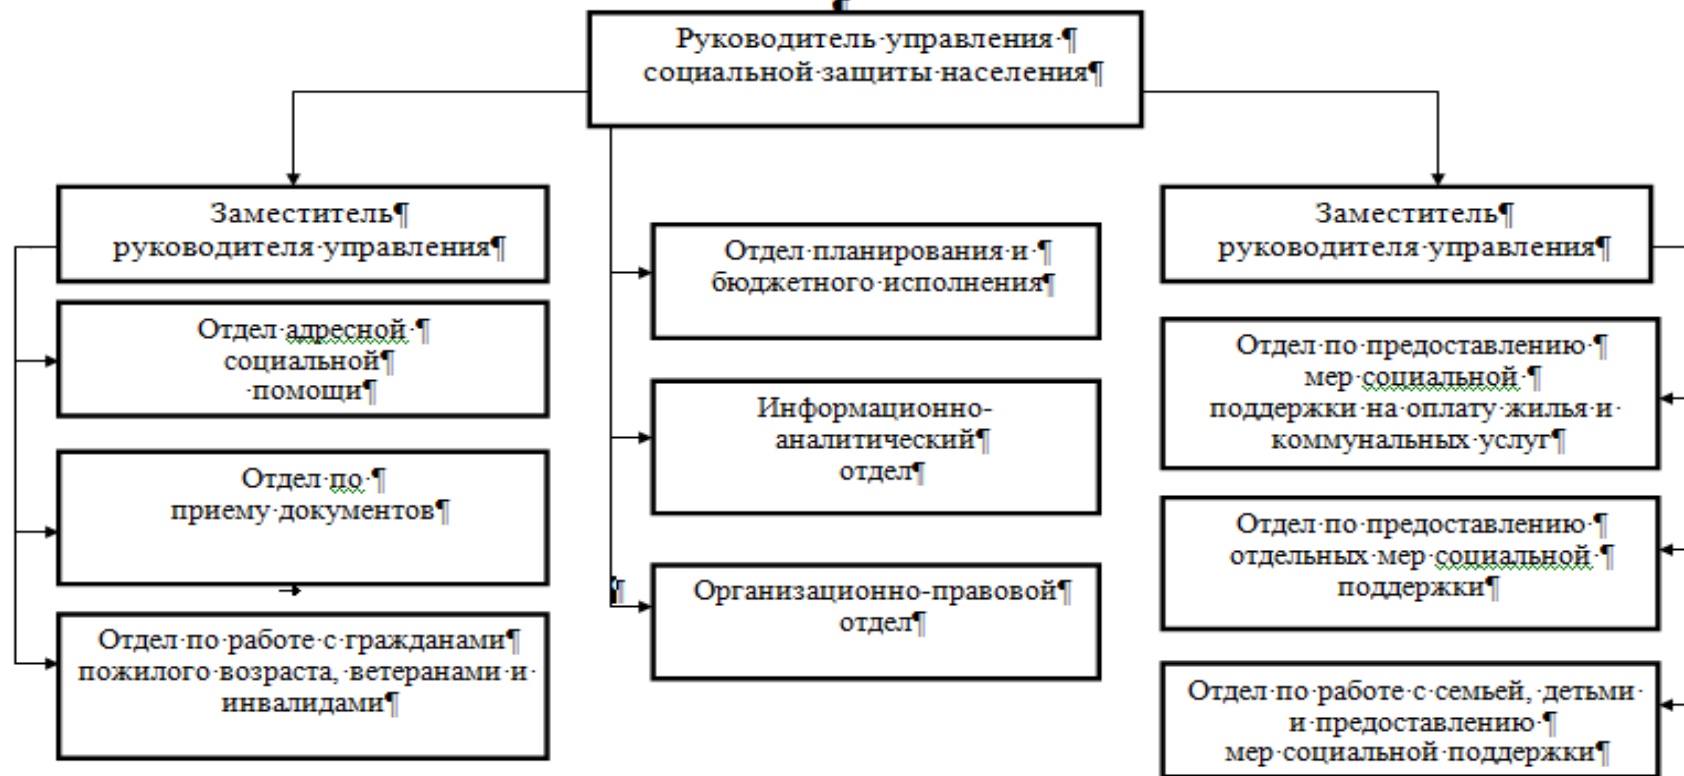 Руководитель управления
социальной защиты населения
Заместитель
руководителя управления
Отдел адресной
социальной
помощи
Отдел по
приему документов
Отдел по работе с гражданами
пожилого возраста, ветеранами и
инвалидами
Отдел планирования и
бюджетного исполнения
Информационно-
аналитический
отдел
Организационно-правовой
отдел
Заместитель
руководителя управления
Отдел по предоставлению
мер социальной
поддержки на оплату жилья и
коммунальных услуг
Отдел по предоставлению
отдельных мер социальной
поддержки
Отдел по работе с семьей, детьми
и предоставлению
мер социальной поддержки